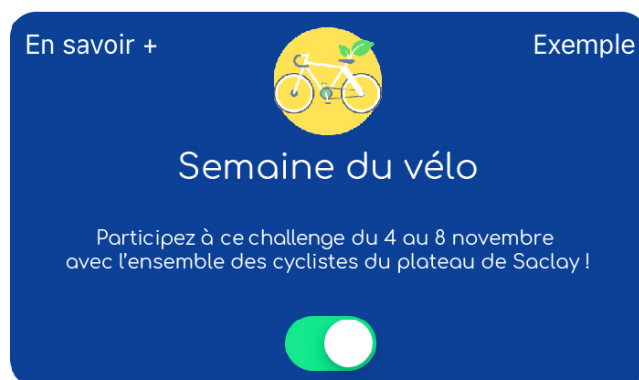 En savoir +
Exemple
Semaine du vélo
Participez à ce challenge du 4 au 8 novembre
avec l'ensemble des cyclistes du plateau de Saclay !